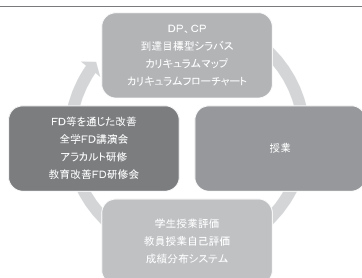 DP、CP
到達目標型シラバス
カリキュラムマップ
カリキュラムフローチャート
授業
学生授業評価
教員授業自己評価
成績分布システム
FD等を通じた改善
全学FD講演会
アラカルト研修
教育改善FD研修会